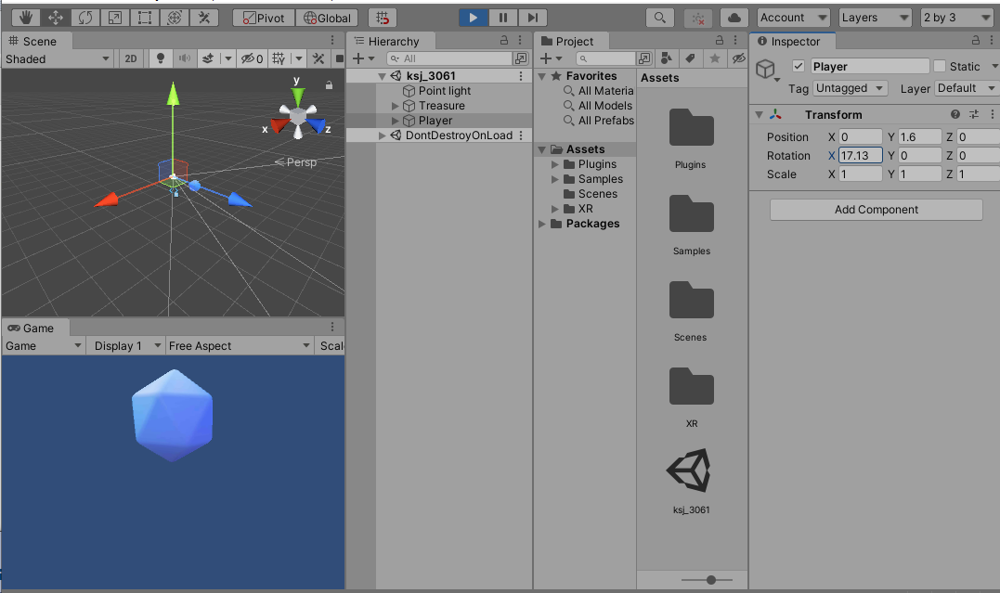 Pivot Global Account Layers 2 by 3
Scene
Shaded 2D 0
y
x z
Persp
Game
Game Display 1 Free Aspect Scal
Hierarchy
All
ksj_3061
Point light
Treasure
Player
DontDestroyOnLoad
Project
Favorites
All Materia
All Models
All Prefabs
Assets
Plugins
Samples
Scenes
XR
Packages
Assets
Plugins
Samples
Scenes
XR
ksj_3061
Inspector
Player Static
Tag Untagged Layer Default
Transform
Position X 0 Y 1.6 Z 0
Rotation X 17.13 Y 0 Z 0
Scale X 1 Y 1 Z 1
Add Component